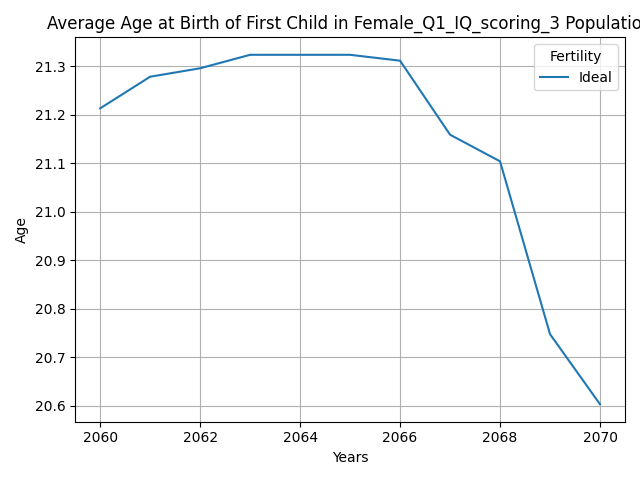 Average Age at Birth of First Child in Female_Q1_IQ_scoring_3 Populatio
Fertility
Ideal
21.3
21.2
21.1
21.0
20.9
20.8
20.7
20.6
Age
2060
2062
2064
2066
2068
2070
Years